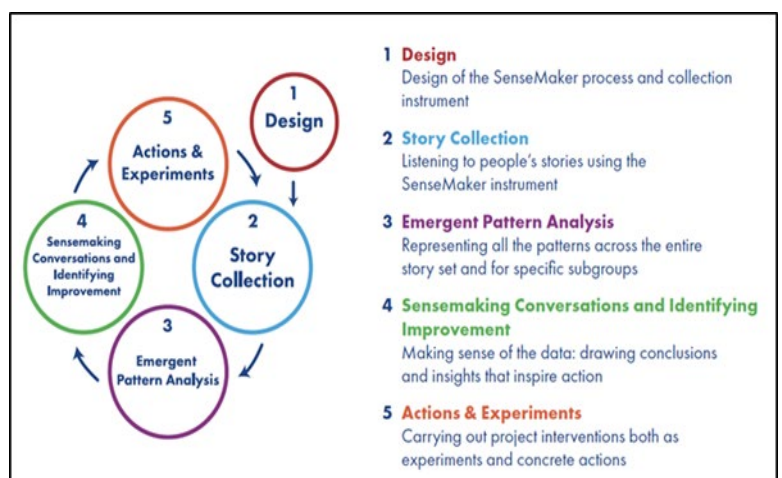 1
Design
5
Actions &
Experiments
4
Sensemaking
Conversations and
Identifying
Improvement
2
Story
Collection
3
Emergent
Pattern Analysis
1 Design
Design of the SenseMaker process and collection
instrument
2 Story Collection
Listening to people's stories using the
SenseMaker instrument
3 Emergent Pattern Analysis
Representing all the patterns across the entire
story set and for specific subgroups
4 Sensemaking Conversations and Identifying
Improvement
Making sense of the data: drawing conclusions
and insights that inspire action
5 Actions & Experiments
Carrying out project interventions both as
experiments and concrete actions